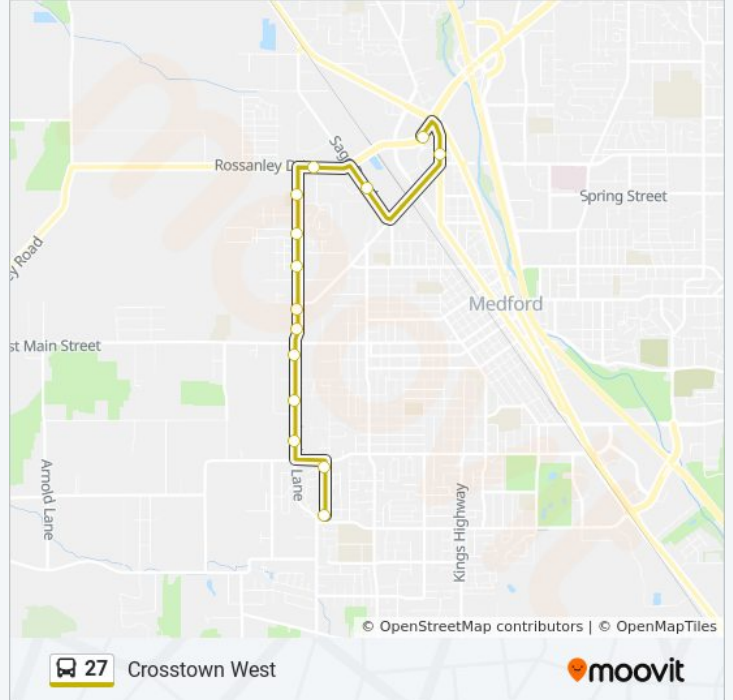 Sag
Rossanley D
Spring Street
ey Road
Medford
st Main Street
Arnold Lane
Lane
Kings Highway
© OpenStreetMap contributors | © OpenMapTiles
27 Crosstown West
moovit